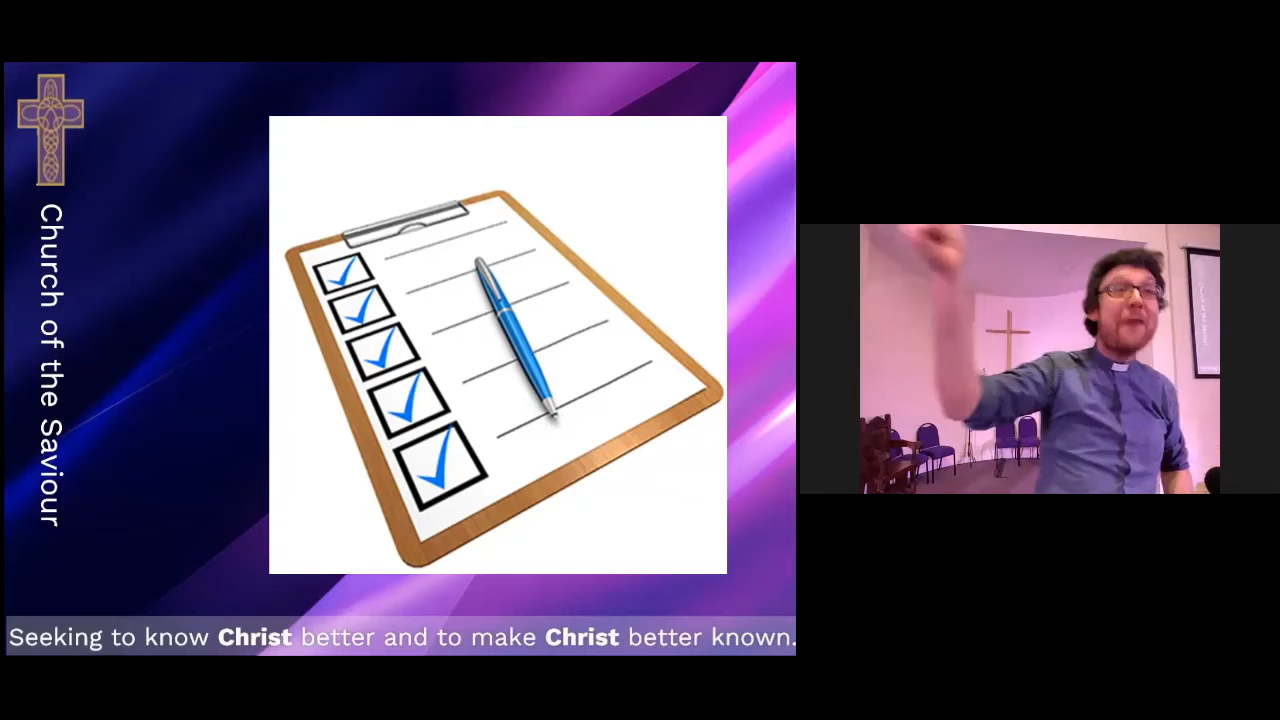 Church of the Saviour
Seeking to know Christ better and to make Christ better known.